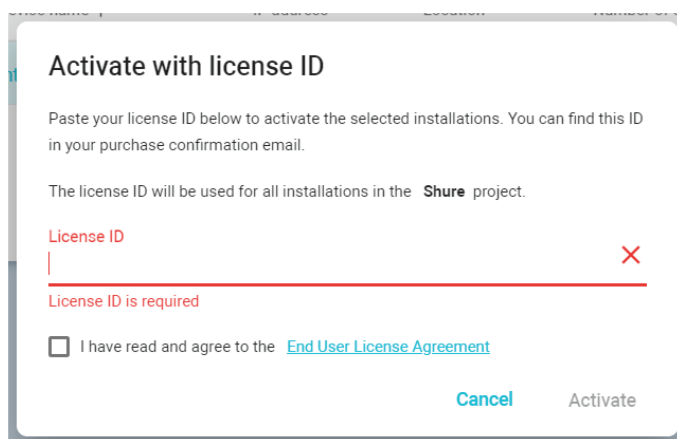 Activate with license ID
Paste your license ID below to activate the selected installations. You can find this ID
in your purchase confirmation email.
The license ID will be used for all installations in the Shure project.
License ID
License ID is required
I have read and agree to the End User License Agreement
Cancel Activate